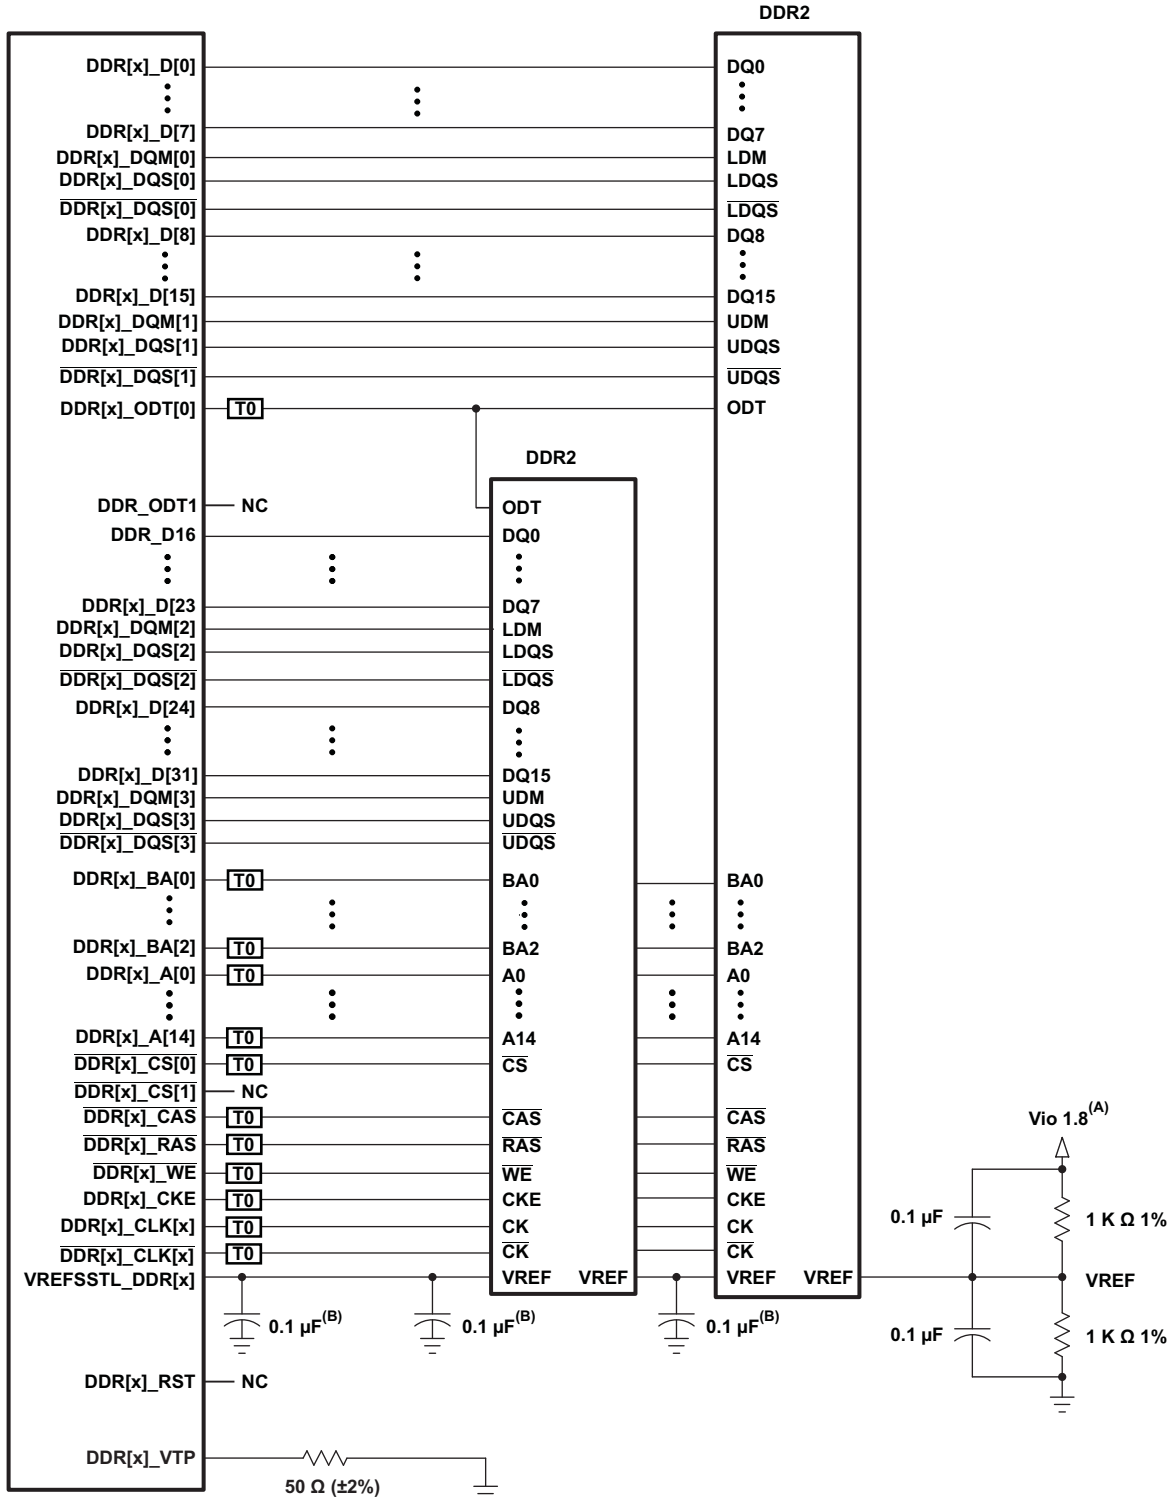 DDR2
DDR[x]_D[0] DQ0
DDR[x]_D[7] DQ7
DDR[x]_DQM[0] LDM
DDR[x]_DQS[0] LDQS
DDR[x]_DQS[0] LDQS
DDR[x]_D[8] DQ8
DDR[x]_D[15] DQ15
DDR[x]_DQM[1] UDM
DDR[x]_DQS[1] UDQS
DDR[x]_DQS[1] UDQS
DDR[x]_ODT[0] T0 ODT
DDR2
DDR_ODT1 NC ODT
DDR_D16 DQ0
DDR[x]_D[23 DQ7
DDR[x]_DQM[2] LDM
DDR[x]_DQS[2] LDQS
DDR[x]_DQS[2] LDQS
DDR[x]_D[24] DQ8
DDR[x]_D[31] DQ15
DDR[x]_DQM[3] UDM
DDR[x]_DQS[3] UDQS
DDR[x]_DQS[3] UDQS
DDR[x]_BA[0] T0 BA0 BA0
DDR[x]_BA[2] T0 BA2 BA2
DDR[x]_A[0] T0 A0 A0
DDR[x]_A[14] T0 A14 A14
DDR[x]_CS[0] T0 CS CS
DDR[x]_CS[1] NC
DDR[x]_CAS T0 CAS CAS
Vio 1.8(A)
DDR[x]_RAS T0 RAS RAS
DDR[x]_WE T0 WE WE
DDR[x]_CKE T0 CKE CKE
DDR[x]_CLK[x] T0 CK CK 0.1 µF 1 K Ω 1%
DDR[x]_CLK[x] T0 CK CK
VREFSSTL_DDR[x] VREF VREF VREF VREF VREF
0.1 µF(B) 0.1 µF(B) 0.1 µF(B) 0.1 µF 1 K Ω 1%
DDR[x]_RST NC
DDR[x]_VTP
50 Ω (±2%)